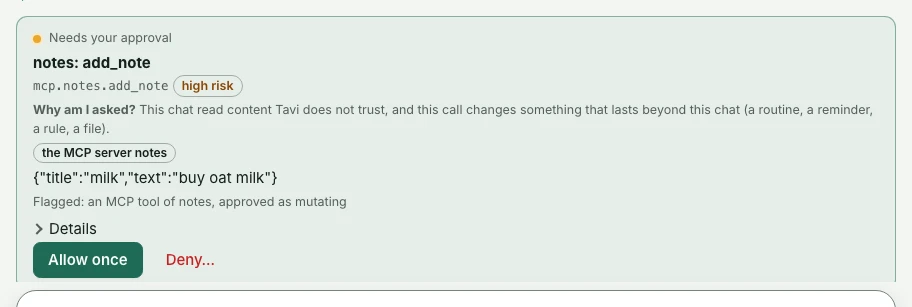 Needs your approval
notes: add_note
mcp.notes.add_note high risk
Why am I asked? This chat read content Tavi does not trust, and this call changes something that lasts beyond this chat (a routine, a reminder,
a rule, a file).
the MCP server notes
{"title":"milk","text":"buy oat milk"}
Flagged: an MCP tool of notes, approved as mutating
Details
Allow once Deny...